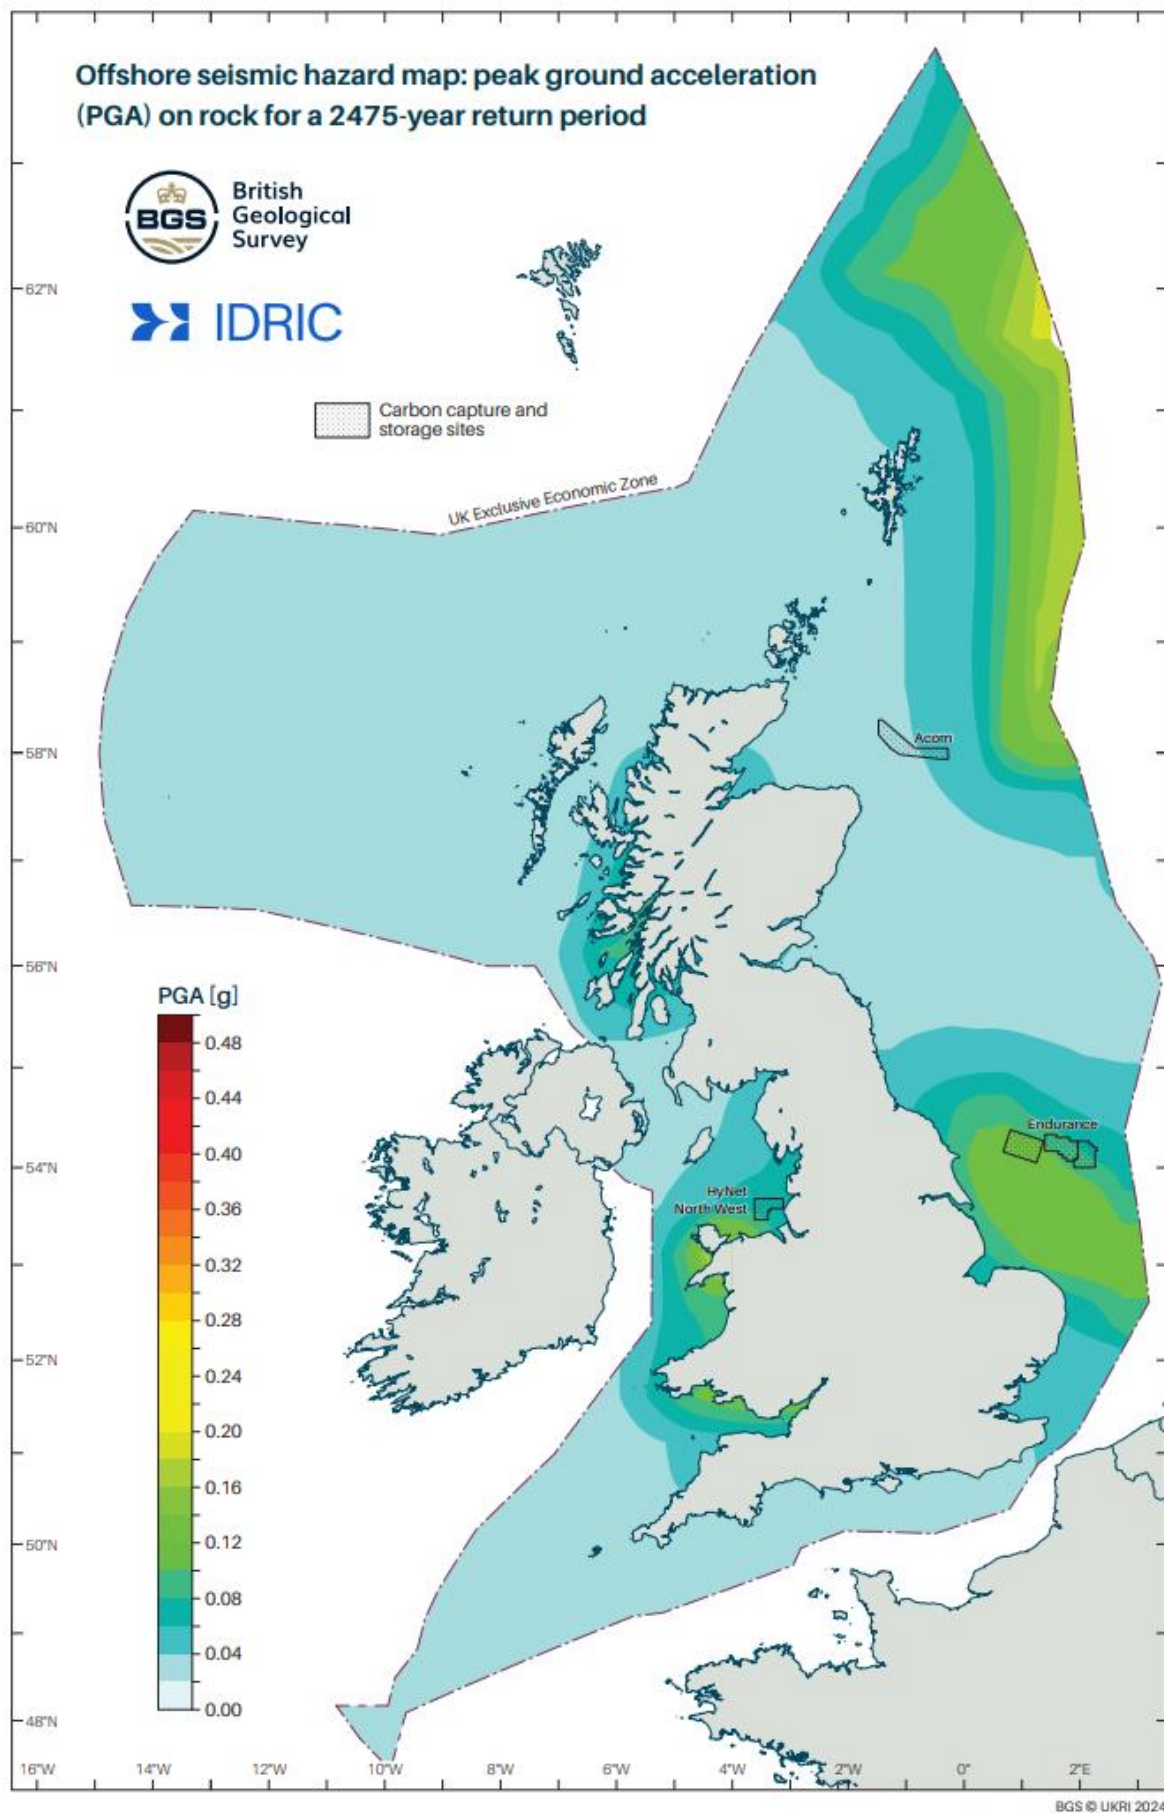 Offshore seismic hazard map: peak ground acceleration
(PGA) on rock for a 2475-year return period
BGS
British
Geological
Survey
IDRIC
Carbon capture and
storage sites
UK Exclusive Economic Zone
62°N
60°N
58°N
56°N
54°N
52°N
50°N
48°N
Acorn
Endurance
HyNet
North West
PGA [g]
0.48
0.44
0.40
0.36
0.32
0.28
0.24
0.20
0.16
0.12
0.08
0.04
0.00
16°W
14°W
12°W
10°W
8°W
6°W
4°W
2°W
0°
2°E
BGS © UKRI 2024